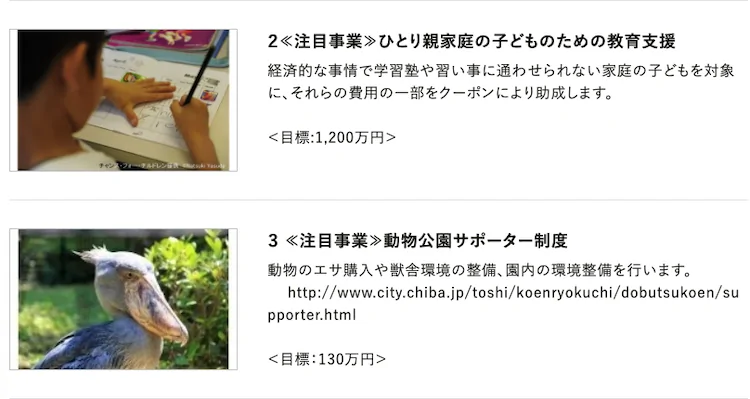 2≪注目事業≫ひとり親家庭の子どものための教育支援
経済的な事情で学習塾や習い事に通わせられない家庭の子どもを対象
に、それらの費用の一部をクーポンにより助成します。
<目標:1,200万円>
チャンス・フォー・チルドレン提供 ©Natsuki Yasuda
3 ≪注目事業≫動物公園サポーター制度
動物のエサ購入や獣舎環境の整備、園内の環境整備を行います。
http://www.city.chiba.jp/toshi/koenryokuchi/dobutsukoen/su
pporter.html
<目標：130万円>